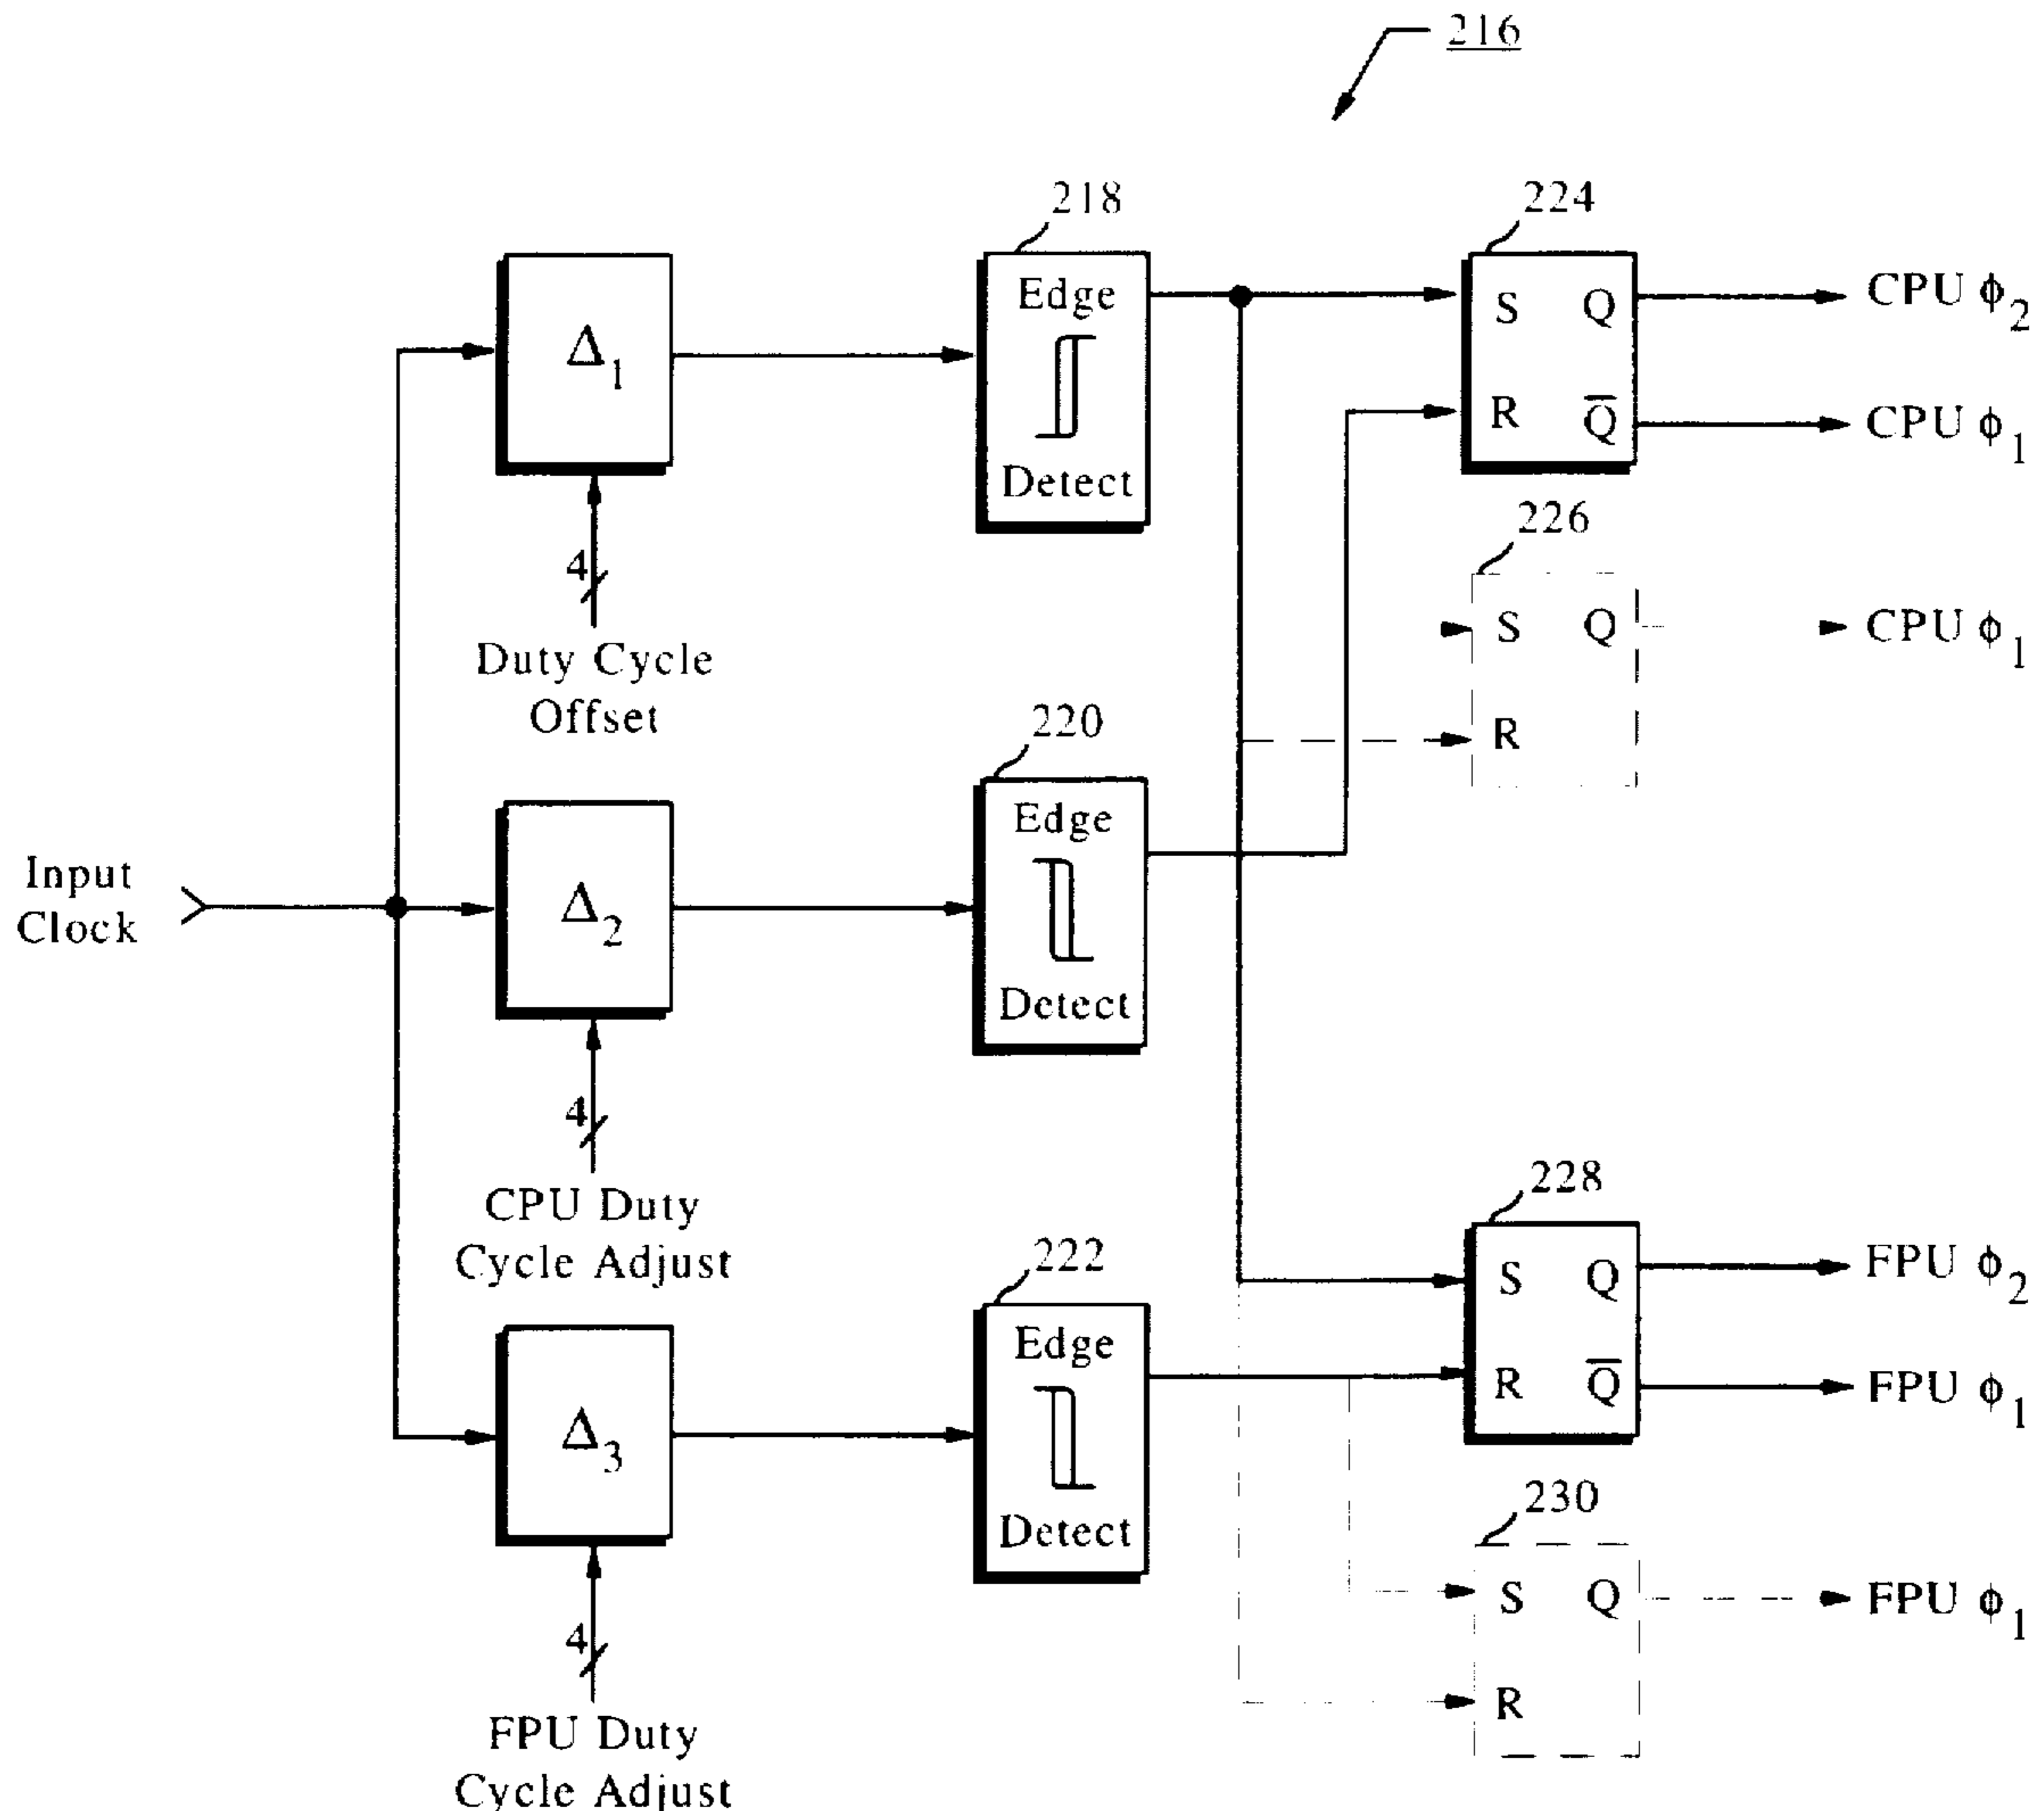 216
218
224
Edge
Detect
S Q
R Q̅
CPU ϕ2
CPU ϕ1
Δ1
4
Duty Cycle
Offset
226
S Q
R
CPU ϕ1
220
Edge
Detect
Input
Clock
Δ2
4
CPU Duty
Cycle Adjust
228
S Q
R Q̅
FPU ϕ2
FPU ϕ1
222
Edge
Detect
Δ3
4
FPU Duty
Cycle Adjust
230
S Q
R
FPU ϕ1